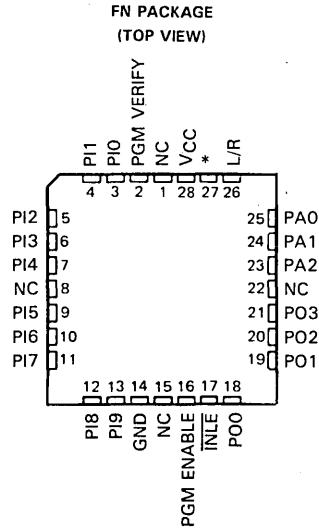 FN PACKAGE
(TOP VIEW)
PI1 PI0 PGM VERIFY NC VCC * L/R
4 3 2 1 28 27 26
PI2 5 25 PA0
PI3 6 24 PA1
PI4 7 23 PA2
NC 8 22 NC
PI5 9 21 PO3
PI6 10 20 PO2
PI7 11 19 PO1
12 13 14 15 16 17 18
PI8 PI9 GND NC PGM ENABLE INLE PO0